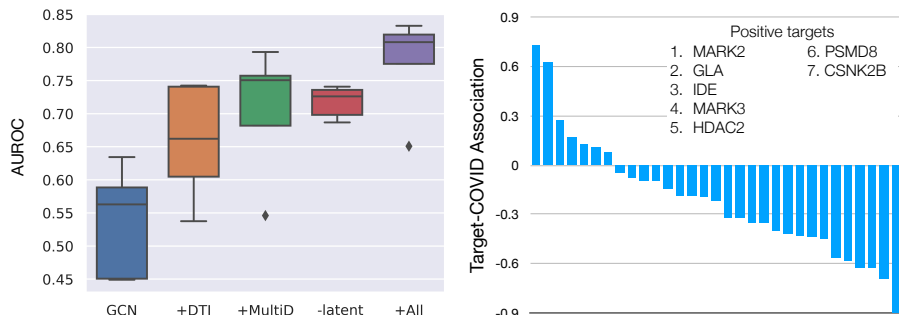 AUROC
0.85
0.80
0.75
0.70
0.65
0.60
0.55
0.50
0.45
GCN +DTI +MultiD -latent +All
Target-COVID Association
0.9
0.6
0.3
0
-0.3
-0.6
-0.9
Positive targets
1. MARK2
2. GLA
3. IDE
4. MARK3
5. HDAC2
6. PSMD8
7. CSNK2B